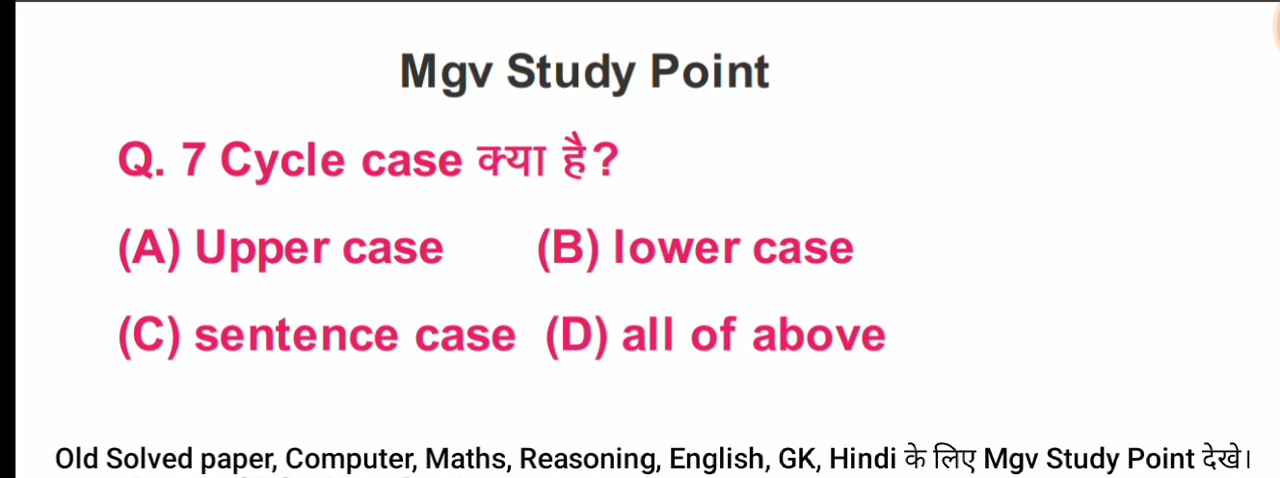 Mgv Study Point
Q. 7 Cycle case क्या है?
(A) Upper case (B) lower case
(C) sentence case (D) all of above
Old Solved paper, Computer, Maths, Reasoning, English, GK, Hindi के लिए Mgv Study Point देखे।